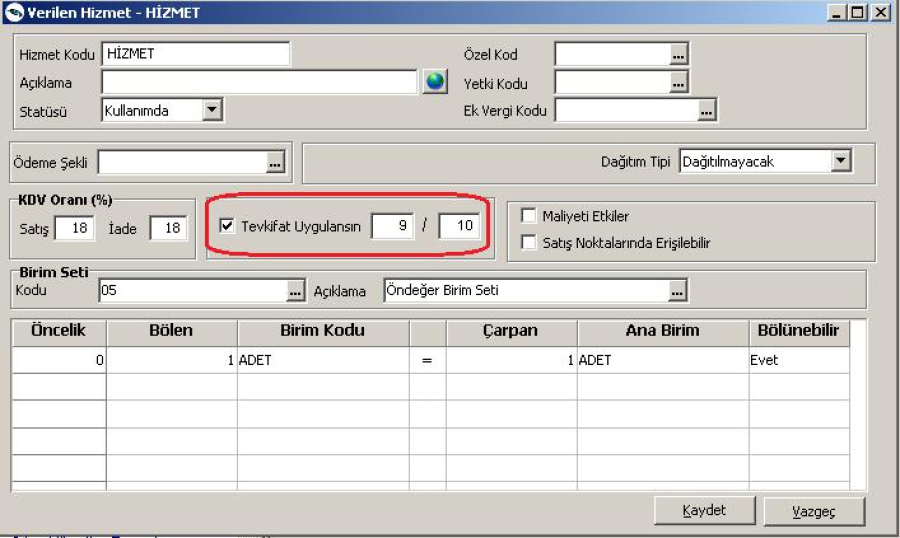 Verilen Hizmet - HİZMET
Hizmet Kodu HİZMET Özel Kod ...
Açıklama Yetki Kodu ...
Statüsü Kullanımda Ek Vergi Kodu ...
Ödeme Şekli ... Dağıtım Tipi Dağıtılmayacak
KDV Oranı (%)
Satış 18 İade 18 Tevkifat Uygulansın 9 / 10 Maliyeti Etkiler
Satış Noktalarında Erişilebilir
Birim Seti
Kodu 05 ... Açıklama Öndeğer Birim Seti ...
Öncelik Bölen Birim Kodu Çarpan Ana Birim Bölünebilir
0 1 ADET = 1 ADET Evet
Kaydet Vazgeç